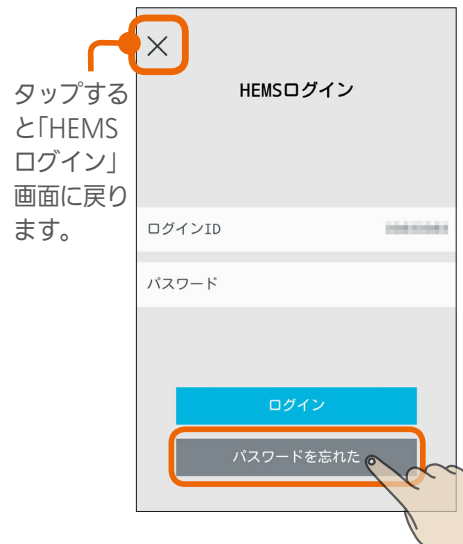 タップする
と「HEMS
ログイン」
画面に戻り
ます。
HEMSログイン
ログインID
パスワード
ログイン
パスワードを忘れた